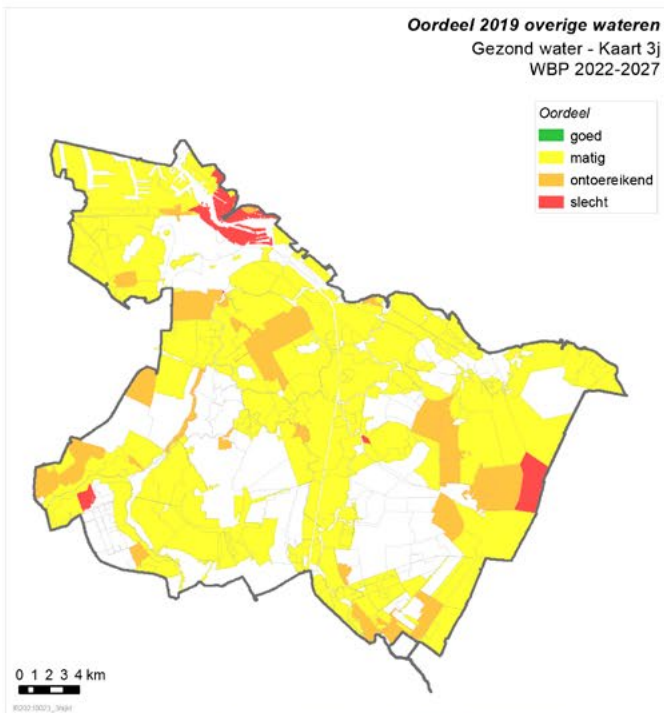 Oordeel 2019 overige wateren
Gezond water - Kaart 3j
WBP 2022-2027
Oordeel
goed
matig
ontoereikend
slecht
0 1 2 3 4 km